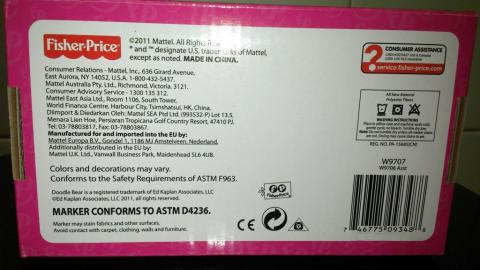 Fisher-Price
©2011 Mattel. All Rights
® and ™ designate U.S. trademarks of Mattel,
except as noted. MADE IN CHINA.
Consumer Relations - Mattel, Inc., 636 Girard Avenue,
East Aurora, NY 14052, U.S.A. 1-800-432-5437.
Mattel Australia Pty. Ltd., Richmond, Victoria. 3121.
Consumer Advisory Service - 1300 135 312.
Mattel East Asia Ltd., Room 1106, South Tower,
World Finance Centre, Harbour City, Tsimshatsui, HK, China.
Diimport & Diedarkan Oleh: Mattel SEA Pte Ltd. (993532-P) Lot 13.5,
Menara Lien Hoe, Persiaran Tropicana Golf Country Resort, 47410 PJ.
Tel: 03-78803817, Fax: 03-78803867.
Manufactured for and imported into the EU by:
Mattel Europa B.V., Gondel 1, 1186 MJ Amstelveen, Nederland.
Additionally distributed in the EU by:
Mattel U.K. Ltd., Vanwall Business Park, Maidenhead SL6 4UB.
Colors and decorations may vary.
Conforms to the Safety Requirements of ASTM F963.
Doodle Bear is a registered trademark of Ed Kaplan Associates, LLC
©Ed Kaplan Associates, LLC 2011, all rights reserved.
MARKER CONFORMS TO ASTM D4236.
Marker may stain fabrics and other surfaces.
Avoid contact with carpet, clothing, walls and furniture.
CE
?
CONSUMER ASSISTANCE
1-800-432-5437
service.fisher-price.com
All New Material
Polyester Fibers
REG. NO. PA-1568(CN)
W9707
W9706 Asst
7 46775 09348 8